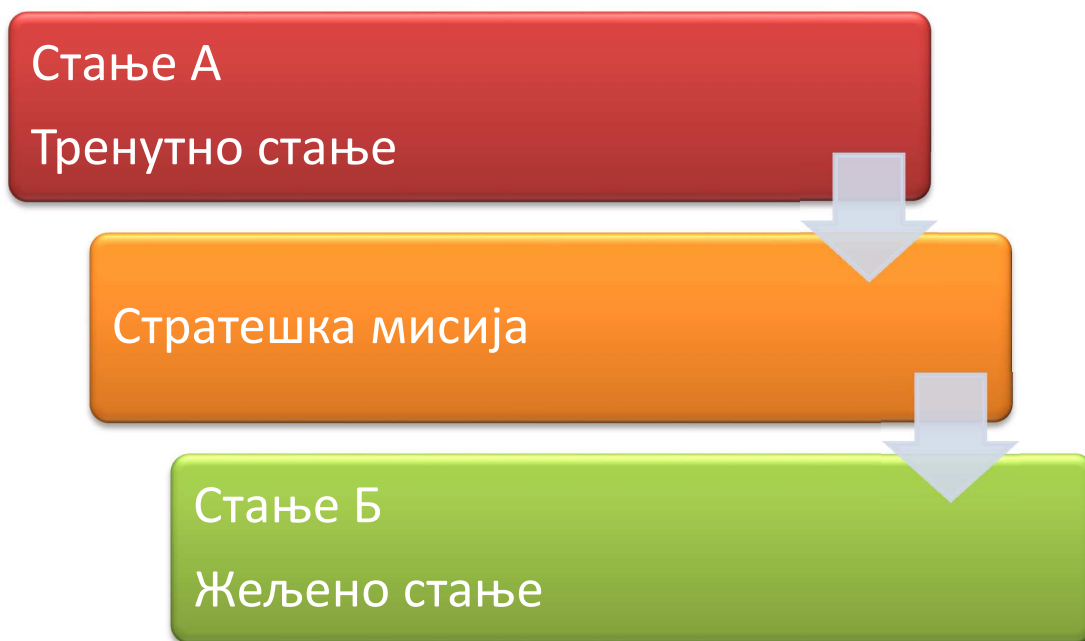 Стање А
Тренутно стање
Стратешка мисија
Стање Б
Жељено стање